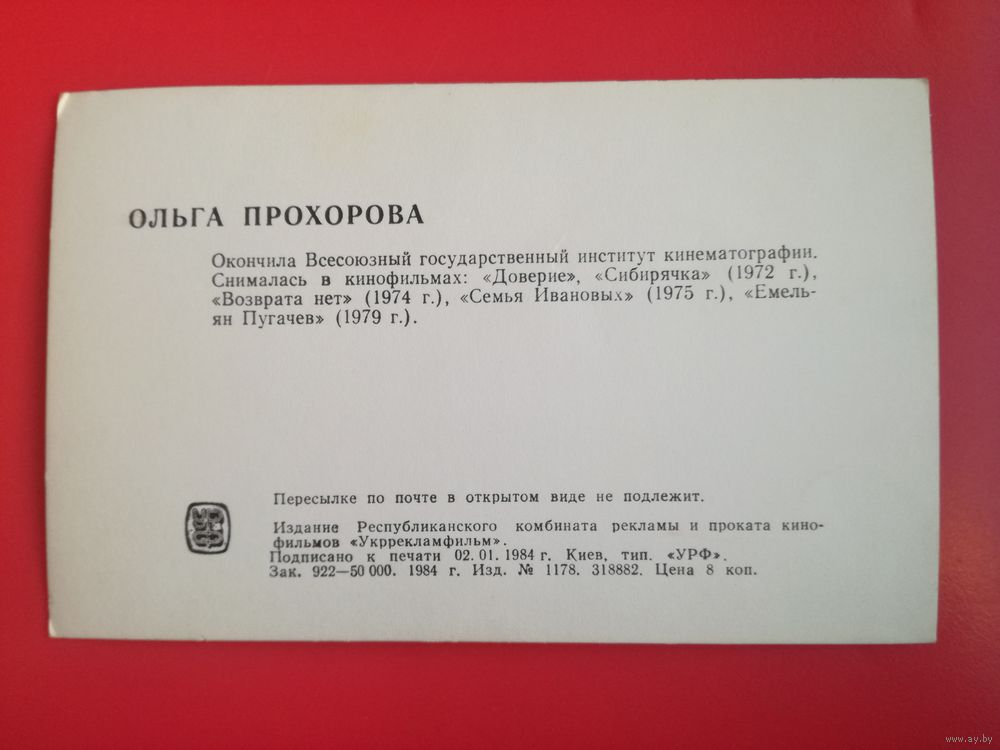 ОЛЬГА ПРОХОРОВА
Окончила Всесоюзный государственный институт кинематографии.
Снималась в кинофильмах: «Доверие», «Сибирячка» (1972 г.),
«Возврата нет» (1974 г.), «Семья Ивановых» (1975 г.), «Емель-
ян Пугачев» (1979 г.).
Пересылке по почте в открытом виде не подлежит.
Издание Республиканского комбината рекламы и проката кино-
фильмов «Укррекламфильм».
Подписано к печати 02.01.1984 г. Киев, тип. «УРФ».
Зак. 922—50 000. 1984 г. Изд. № 1178. 318882. Цена 8 коп.
www.ay.by